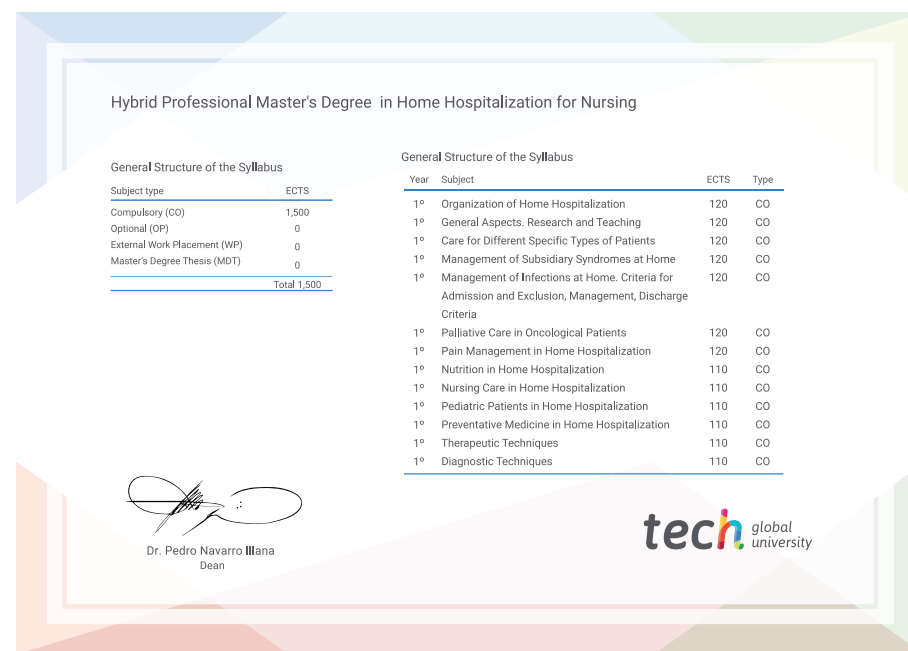 Hybrid Professional Master's Degree in Home Hospitalization for Nursing
General Structure of the Syllabus
Subject type ECTS
Compulsory (CO) 1,500
Optional (OP) 0
External Work Placement (WP) 0
Master's Degree Thesis (MDT) 0
Total 1,500
General Structure of the Syllabus
Year Subject ECTS Type
1º Organization of Home Hospitalization 120 CO
1º General Aspects. Research and Teaching 120 CO
1º Care for Different Specific Types of Patients 120 CO
1º Management of Subsidiary Syndromes at Home 120 CO
1º Management of Infections at Home. Criteria for 120 CO
Admission and Exclusion, Management, Discharge
Criteria
1º Palliative Care in Oncological Patients 120 CO
1º Pain Management in Home Hospitalization 120 CO
1º Nutrition in Home Hospitalization 110 CO
1º Nursing Care in Home Hospitalization 110 CO
1º Pediatric Patients in Home Hospitalization 110 CO
1º Preventative Medicine in Home Hospitalization 110 CO
1º Therapeutic Techniques 110 CO
1º Diagnostic Techniques 110 CO
Dr. Pedro Navarro Illana
Dean
tech global
university